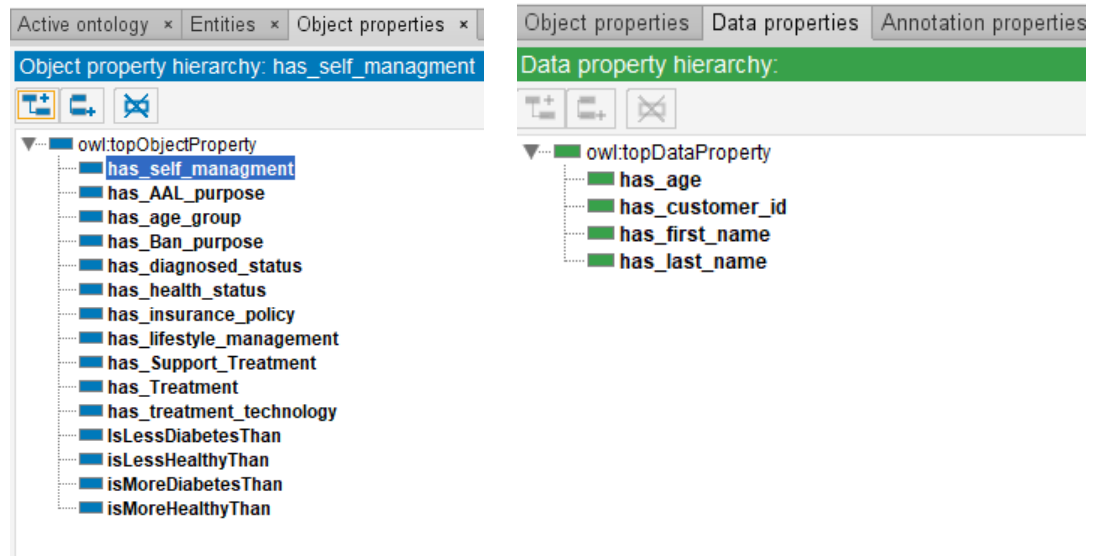 Active ontology × Entities × Object properties ×
Object property hierarchy: has_self_managment
owl:topObjectProperty
has_self_managment
has_AAL_purpose
has_age_group
has_Ban_purpose
has_diagnosed_status
has_health_status
has_insurance_policy
has_lifestyle_management
has_Support_Treatment
has_Treatment
has_treatment_technology
IsLessDiabetesThan
isLessHealthyThan
isMoreDiabetesThan
isMoreHealthyThan
Object properties Data properties Annotation properties
Data property hierarchy:
owl:topDataProperty
has_age
has_customer_id
has_first_name
has_last_name